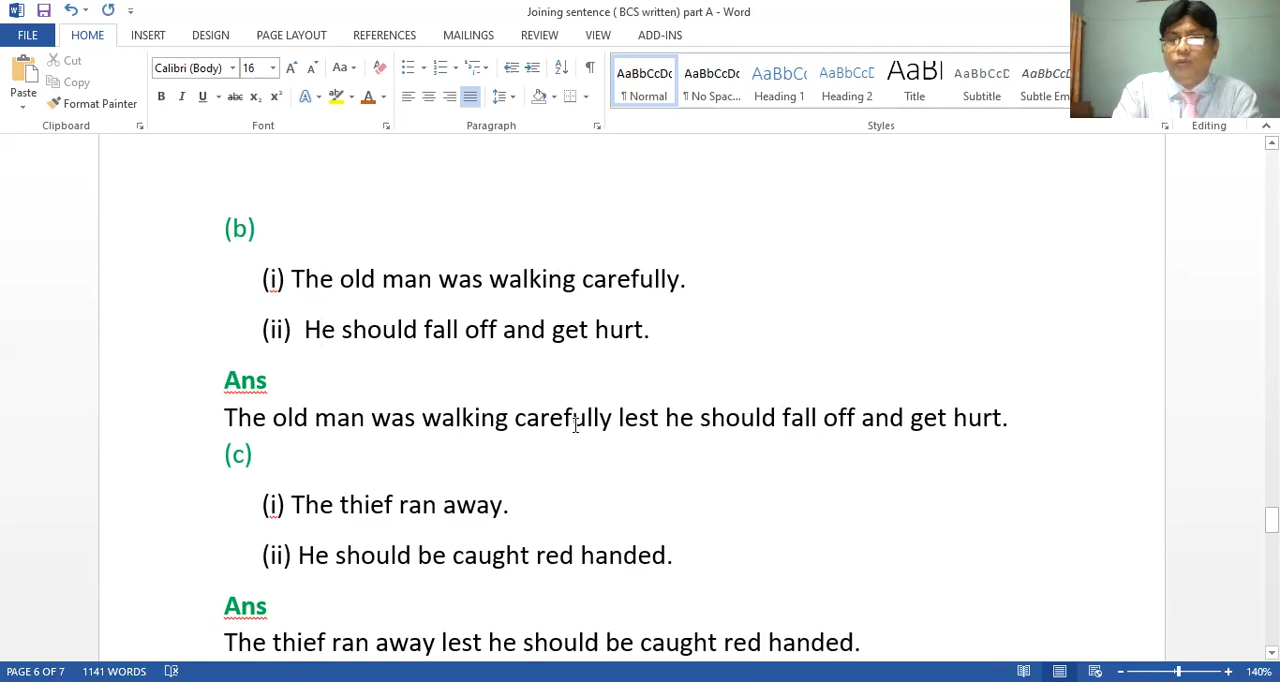 Joining sentence ( BCS written) part A - Word
FILE HOME INSERT DESIGN PAGE LAYOUT REFERENCES MAILINGS REVIEW VIEW ADD-INS
Cut
Copy
Format Painter
Paste
Calibri (Body) 16
AaBbCcDc AaBbCcDc AaBbCc AaBbCcC AaBl AaBbCcD AaBbCcDc
¶ Normal ¶ No Spac... Heading 1 Heading 2 Title Subtitle Subtle Em
Clipboard Font Paragraph Styles Editing
(b)
(i) The old man was walking carefully.
(ii) He should fall off and get hurt.
Ans
The old man was walking carefully lest he should fall off and get hurt.
(c)
(i) The thief ran away.
(ii) He should be caught red handed.
Ans
The thief ran away lest he should be caught red handed.
PAGE 6 OF 7 1141 WORDS 140%